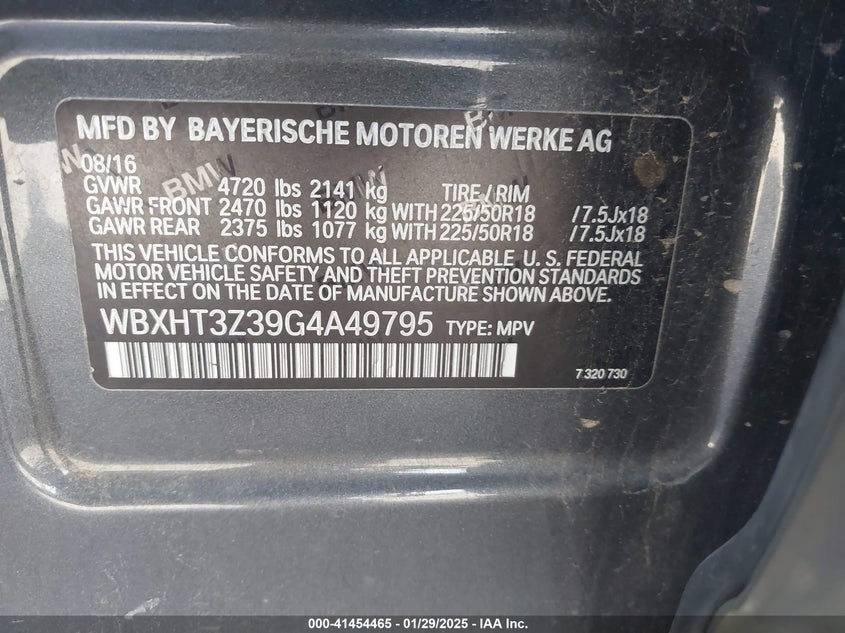 MFD BY BAYERISCHE MOTOREN WERKE AG
08/16
GVWR 4720 lbs 2141 kg TIRE / RIM
GAWR FRONT 2470 lbs 1120 kg WITH 225/50R18 /7.5Jx18
GAWR REAR 2375 lbs 1077 kg WITH 225/50R18 /7.5Jx18
THIS VEHICLE CONFORMS TO ALL APPLICABLE U. S. FEDERAL
MOTOR VEHICLE SAFETY AND THEFT PREVENTION STANDARDS
IN EFFECT ON THE DATE OF MANUFACTURE SHOWN ABOVE.
WBXHT3Z39G4A49795 TYPE: MPV
7 320 730
BMW
BMW
BMW
000-41454465 - 01/29/2025 - IAA Inc.